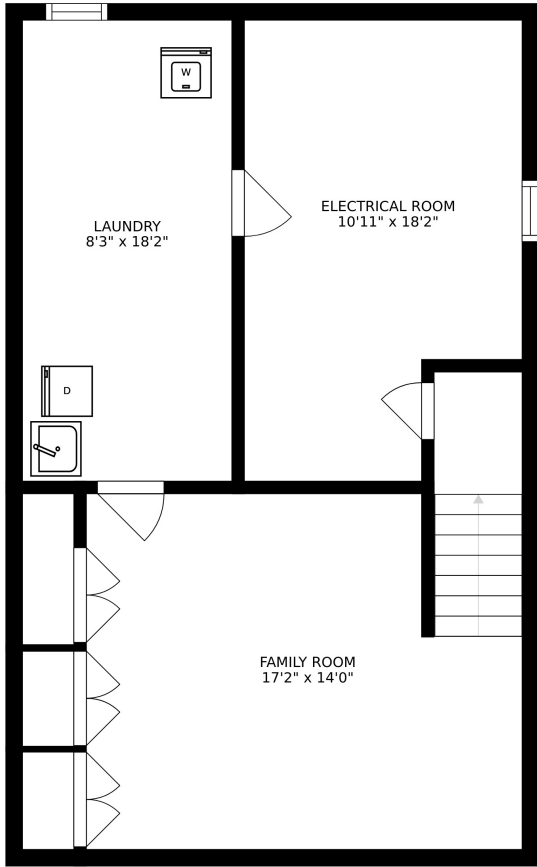 W
ELECTRICAL ROOM
10'11" x 18'2"
LAUNDRY
8'3" x 18'2"
D
FAMILY ROOM
17'2" x 14'0"